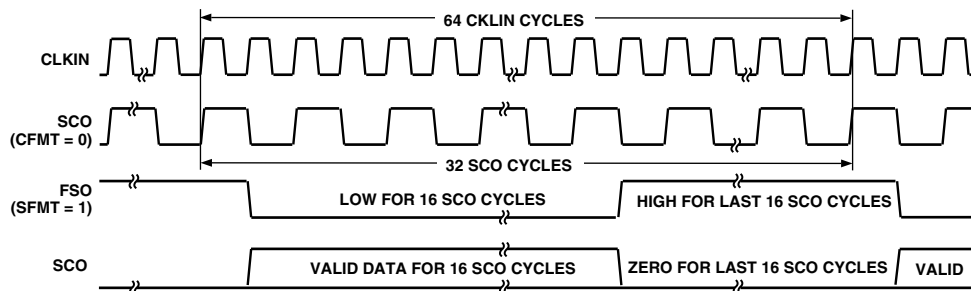 64 CKLIN CYCLES
CLKIN
SCO
(CFMT = 0)
32 SCO CYCLES
FSO
(SFMT = 1)
LOW FOR 16 SCO CYCLES
HIGH FOR LAST 16 SCO CYCLES
SCO
VALID DATA FOR 16 SCO CYCLES
ZERO FOR LAST 16 SCO CYCLES
VALID